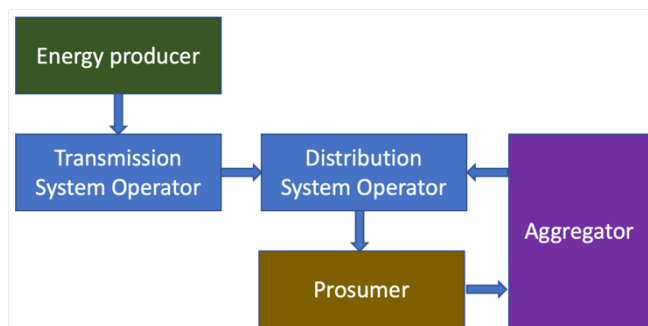 Energy producer
Transmission
System Operator
Distribution
System Operator
Aggregator
Prosumer